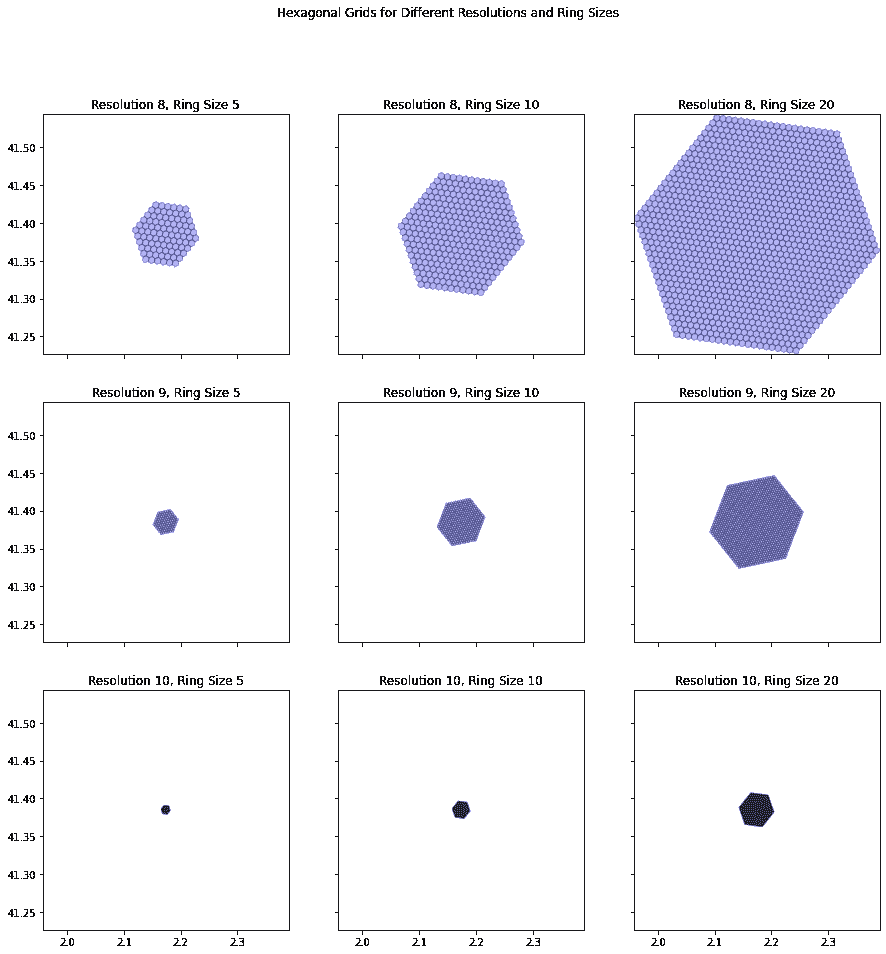 Hexagonal Grids for Different Resolutions and Ring Sizes
Resolution 8, Ring Size 5
Resolution 8, Ring Size 10
Resolution 8, Ring Size 20
41.50
41.45
41.40
41.35
41.30
41.25
Resolution 9, Ring Size 5
Resolution 9, Ring Size 10
Resolution 9, Ring Size 20
41.50
41.45
41.40
41.35
41.30
41.25
Resolution 10, Ring Size 5
Resolution 10, Ring Size 10
Resolution 10, Ring Size 20
41.50
41.45
41.40
41.35
41.30
41.25
2.0 2.1 2.2 2.3 2.0 2.1 2.2 2.3 2.0 2.1 2.2 2.3